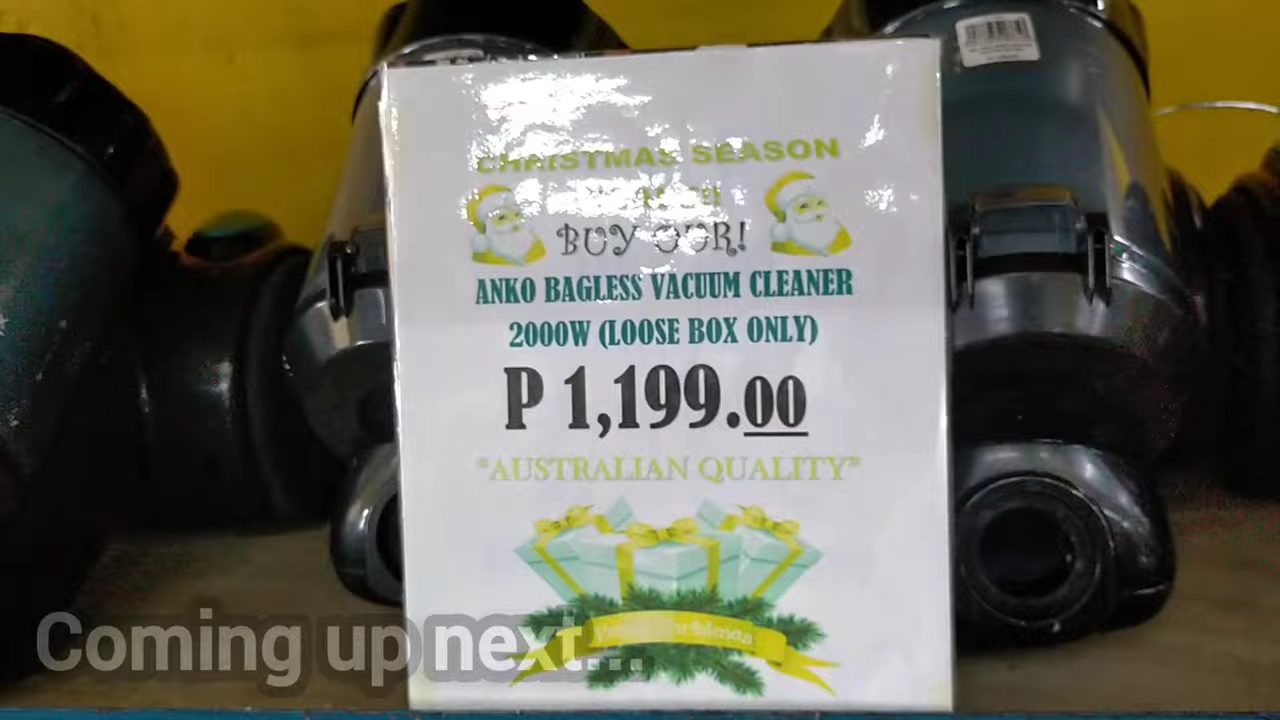 CHRISTMAS SEASON
BUY OUR!
ANKO BAGLESS VACUUM CLEANER
2000W (LOOSE BOX ONLY)
P 1,199.00
"AUSTRALIAN QUALITY"
Coming up next...